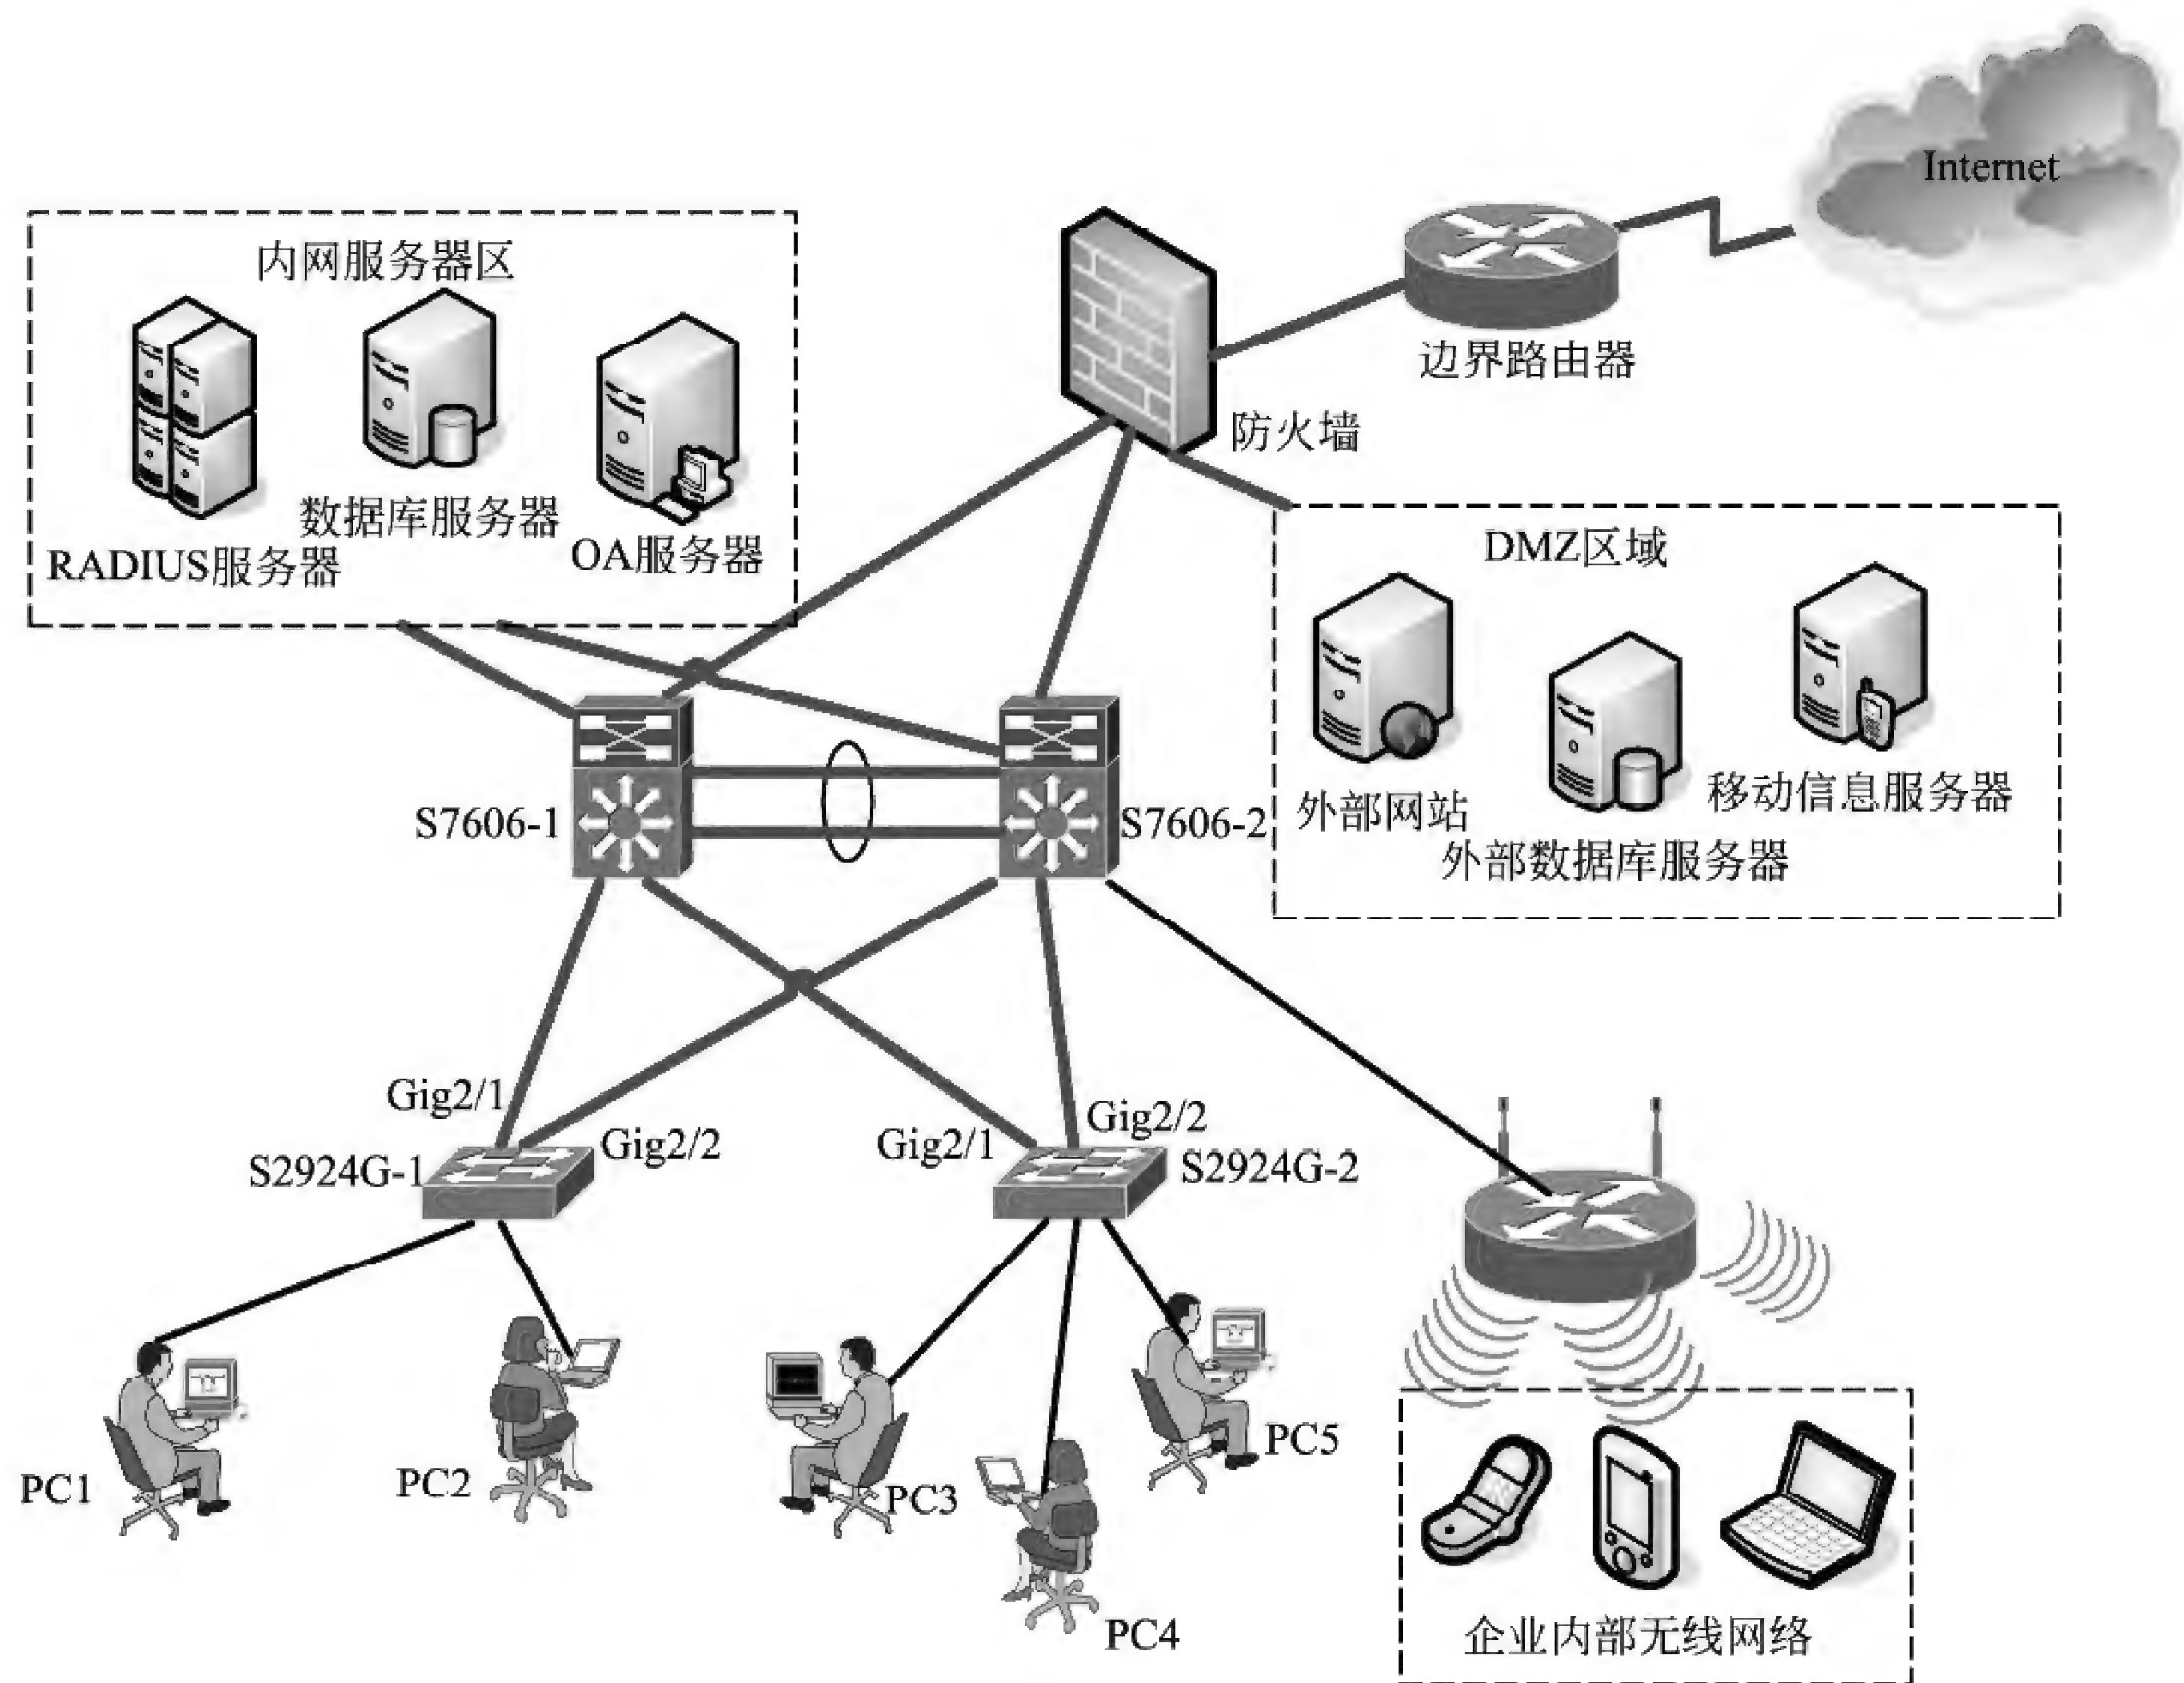 Internet
边界路由器
防火墙
内网服务器区
数据库服务器
OA服务器
RADIUS服务器
DMZ区域
外部网站
移动信息服务器
外部数据库服务器
S7606-1
S7606-2
Gig2/1
Gig2/2
S2924G-1
Gig2/1
Gig2/2
S2924G-2
PC1
PC2
PC3
PC4
PC5
企业内部无线网络